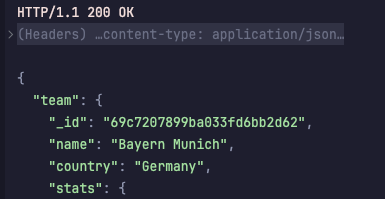 HTTP/1.1 200 OK
(Headers) …content-type: application/json…
{
"team": {
"_id": "69c7207899ba033fd6bb2d62",
"name": "Bayern Munich",
"country": "Germany",
"stats": {